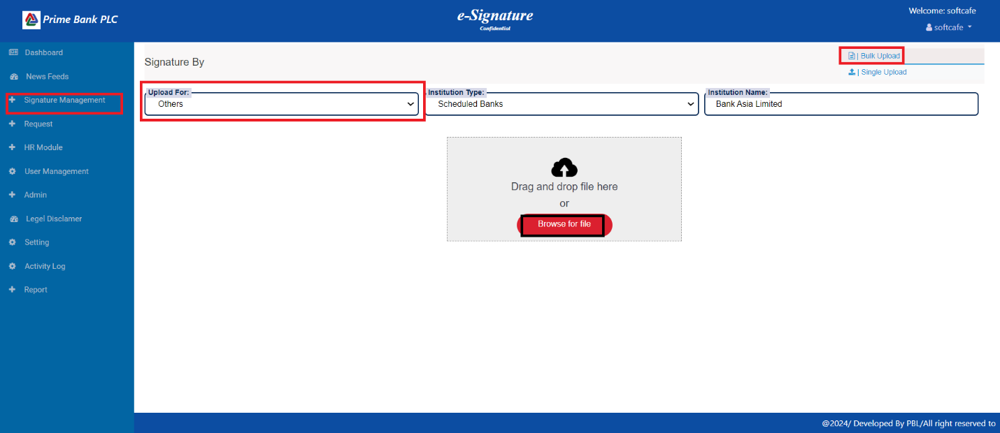 Prime Bank PLC
e-Signature
Confidential
Welcome: softcafe
softcafe
Dashboard
News Feeds
Signature Management
Request
HR Module
User Management
Admin
Legel Disclamer
Setting
Activity Log
Report
Signature By
| Bulk Upload
| Single Upload
Upload For:
Others
Institution Type:
Scheduled Banks
Institution Name:
Bank Asia Limited
Drag and drop file here
or
Browse for file
@2024/ Developed By PBL/All right reserved to